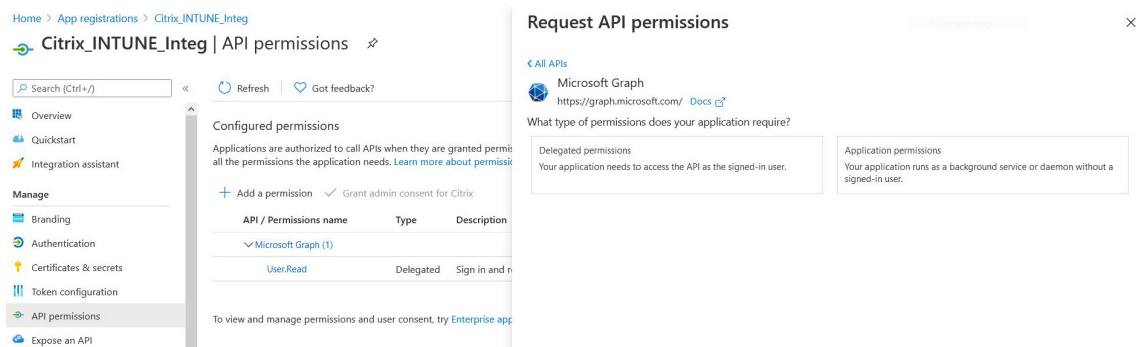 Home > App registrations > Citrix_INTUNE_Integ
Citrix_INTUNE_Integ | API permissions
Search (Ctrl+/)
Overview
Quickstart
Integration assistant
Manage
Branding
Authentication
Certificates & secrets
Token configuration
API permissions
Expose an API
Refresh
Got feedback?
Configured permissions
Applications are authorized to call APIs when they are granted permis
all the permissions the application needs. Learn more about permissio
Add a permission
Grant admin consent for Citrix
API / Permissions name Type Description
Microsoft Graph (1)
User.Read Delegated Sign in and r
To view and manage permissions and user consent, try Enterprise app
Request API permissions
All APIs
Microsoft Graph
https://graph.microsoft.com/ Docs
What type of permissions does your application require?
Delegated permissions
Your application needs to access the API as the signed-in user.
Application permissions
Your application runs as a background service or daemon without a
signed-in user.